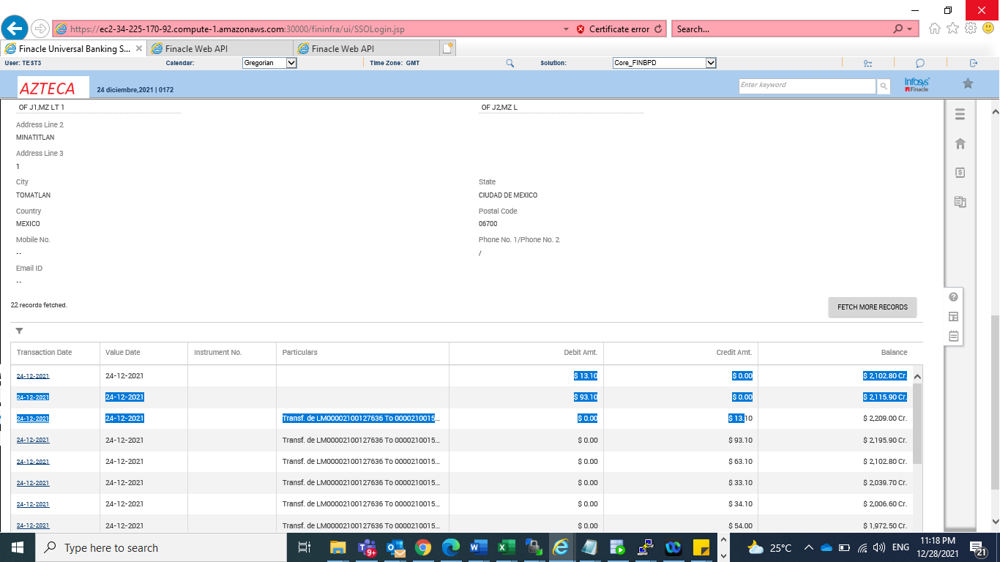 https://ec2-34-225-170-92.compute-1.amazonaws.com:30000/fininfra/ui/SSOLogin.jsp
Certificate error
Search...
Finacle Universal Banking S...
Finacle Web API
Finacle Web API
User: TEST3
Calendar:
Gregorian
Time Zone: GMT
Solution:
Core_FINBPD
AZTECA
24 diciembre,2021 | 0172
Enter keyword
Infosys
Finacle
OF J1,MZ LT 1
OF J2,MZ L
Address Line 2
MINATITLAN
Address Line 3
1
City
State
TOMATLAN
CIUDAD DE MEXICO
Country
Postal Code
MEXICO
06700
Mobile No.
Phone No. 1/Phone No. 2
--
/
Email ID
--
22 records fetched.
FETCH MORE RECORDS
Transaction Date Value Date Instrument No. Particulars Debit Amt. Credit Amt. Balance
24-12-2021 24-12-2021 $ 13.10 $ 0.00 $ 2,102.80 Cr.
24-12-2021 24-12-2021 $ 93.10 $ 0.00 $ 2,115.90 Cr.
24-12-2021 24-12-2021 Transf. de LM00002100127636 To 0000210015... $ 0.00 $ 13.10 $ 2,209.00 Cr.
24-12-2021 24-12-2021 Transf. de LM00002100127636 To 0000210015... $ 0.00 $ 93.10 $ 2,195.90 Cr.
24-12-2021 24-12-2021 Transf. de LM00002100127636 To 0000210015... $ 0.00 $ 63.10 $ 2,102.80 Cr.
24-12-2021 24-12-2021 Transf. de LM00002100127636 To 0000210015... $ 0.00 $ 33.10 $ 2,039.70 Cr.
24-12-2021 24-12-2021 Transf. de LM00002100127636 To 0000210015... $ 0.00 $ 34.10 $ 2,006.60 Cr.
24-12-2021 24-12-2021 Transf. de LM00002100127636 To 0000210015... $ 0.00 $ 54.00 $ 1,972.50 Cr.
Type here to search
9+
25°C
ENG
11:18 PM
12/28/2021
21